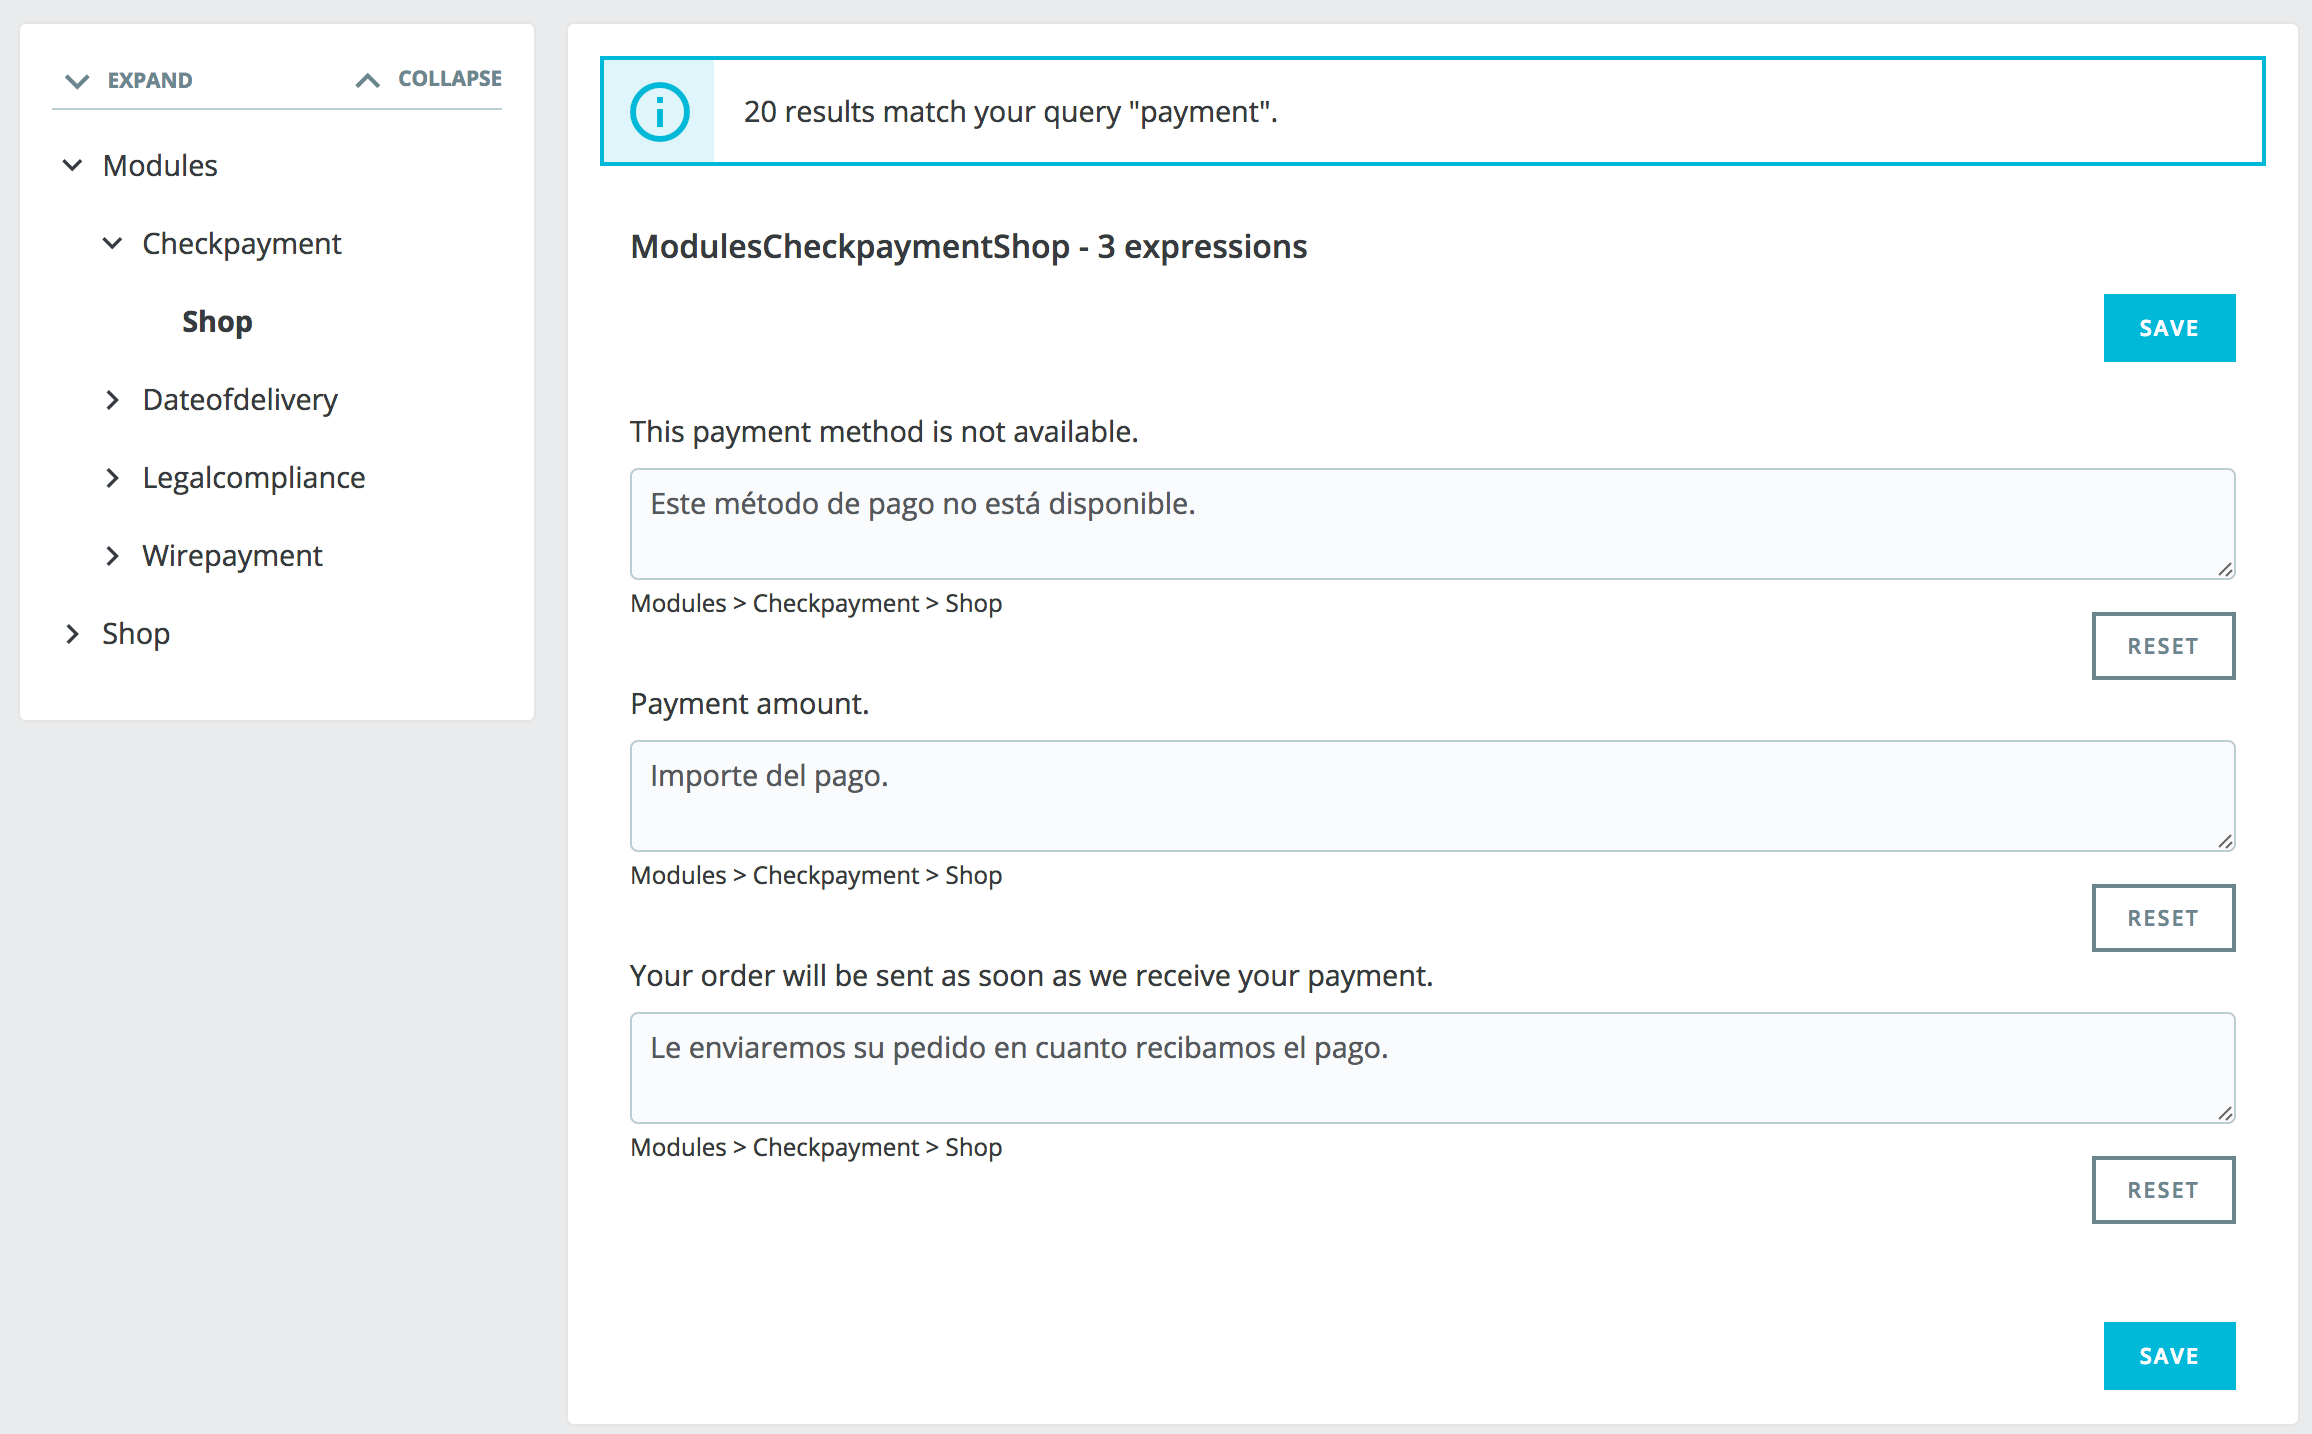 EXPAND
COLLAPSE
Modules
Checkpayment
Shop
Dateofdelivery
Legalcompliance
Wirepayment
Shop
20 results match your query "payment".
ModulesCheckpaymentShop - 3 expressions
SAVE
This payment method is not available.
Este método de pago no está disponible.
Modules > Checkpayment > Shop
RESET
Payment amount.
Importe del pago.
Modules > Checkpayment > Shop
RESET
Your order will be sent as soon as we receive your payment.
Le enviaremos su pedido en cuanto recibamos el pago.
Modules > Checkpayment > Shop
RESET
SAVE